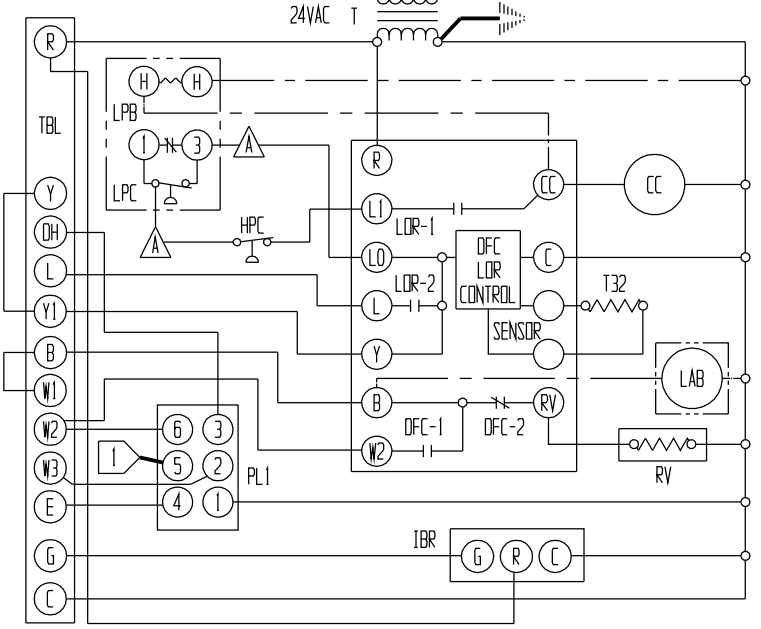 24VAC T
R
H H
TBL
LPB
1 3 A
R
LPC
CC CC
Y
L1
LOR-1
OH
A
HPC
LO
DFC
LOR
CONTROL
C
L
LOR-2
L
T32
Y1
SENSOR
Y
B
LAB
W1
B
RV
W2
6 3
DFC-1
DFC-2
1
5 2
W2
W3
PL1
RV
E
4 1
IBR
G
G R C
C